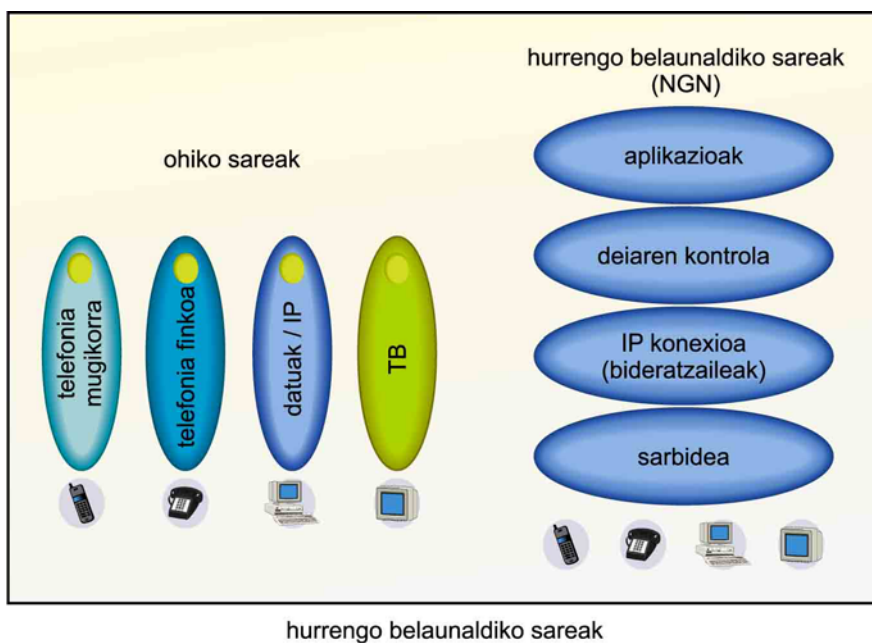 ohiko sareak
telefonia
mugikorra
telefonia finkoa
datuak / IP
TB
hurrengo belaunaldiko sareak
(NGN)
aplikazioak
deiaren kontrola
IP konexioa
(bideratzaileak)
sarbidea
hurrengo belaunaldiko sareak